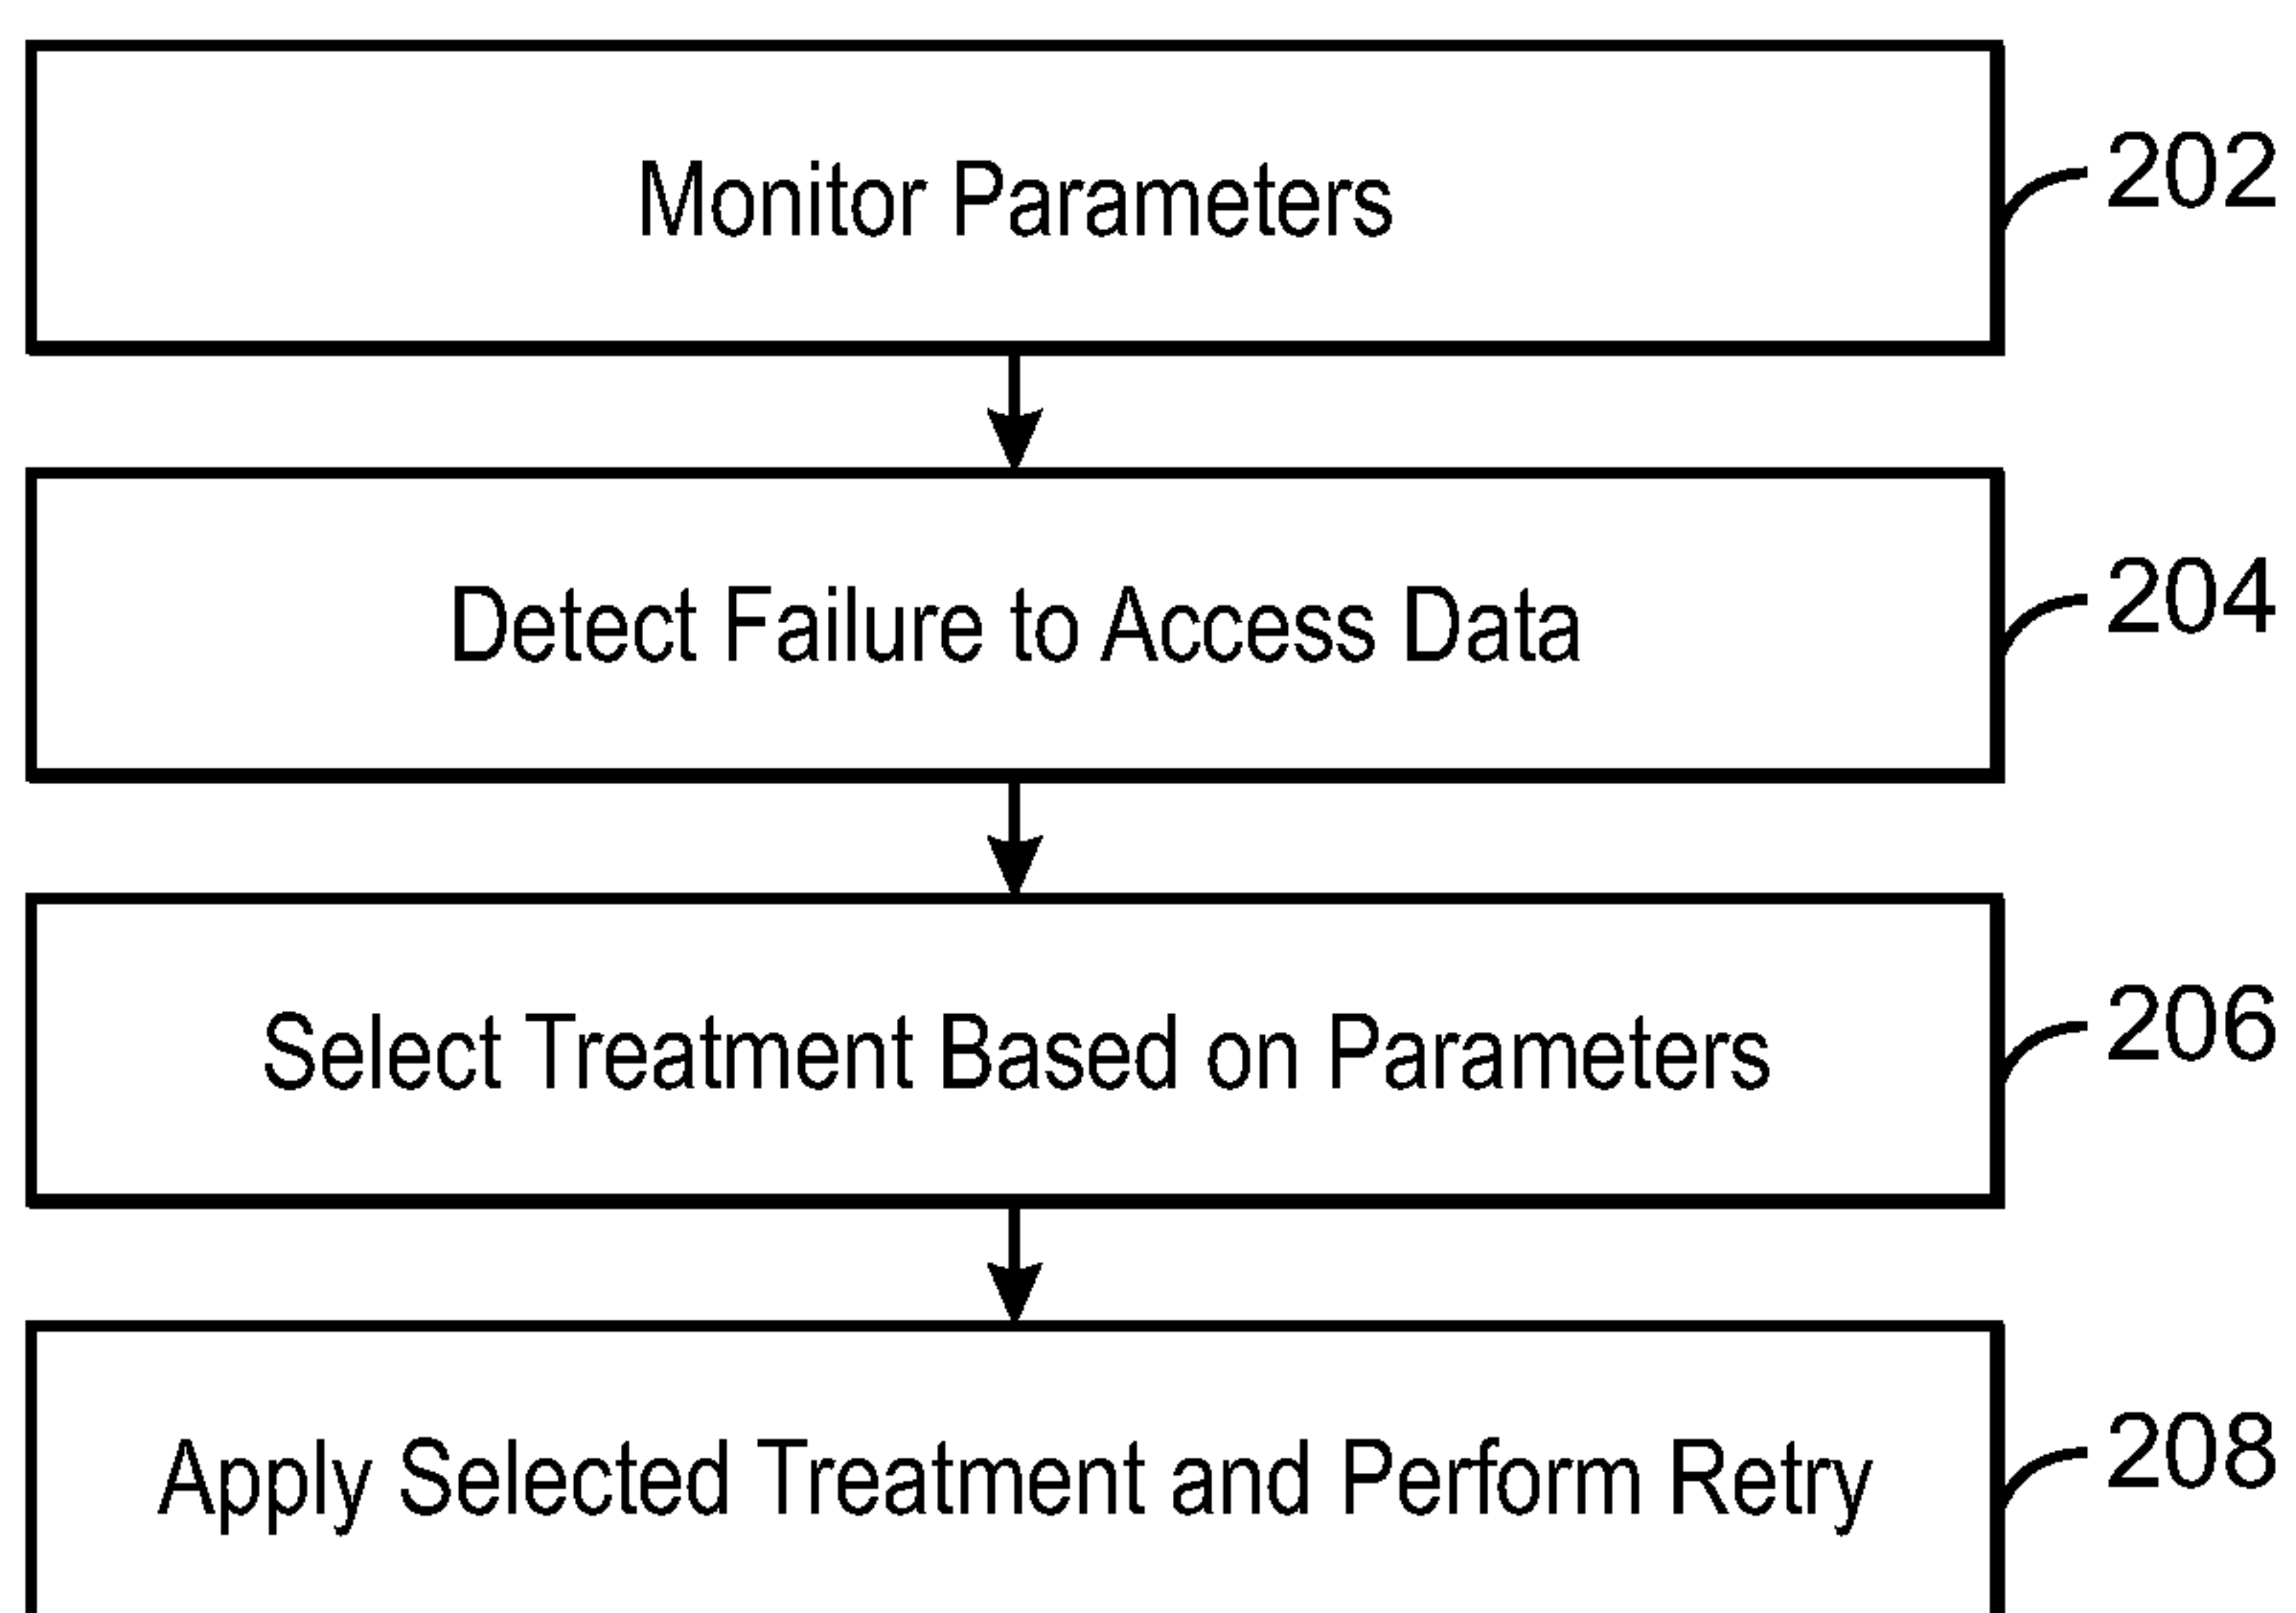 Monitor Parameters
202
Detect Failure to Access Data
204
Select Treatment Based on Parameters
206
Apply Selected Treatment and Perform Retry
208